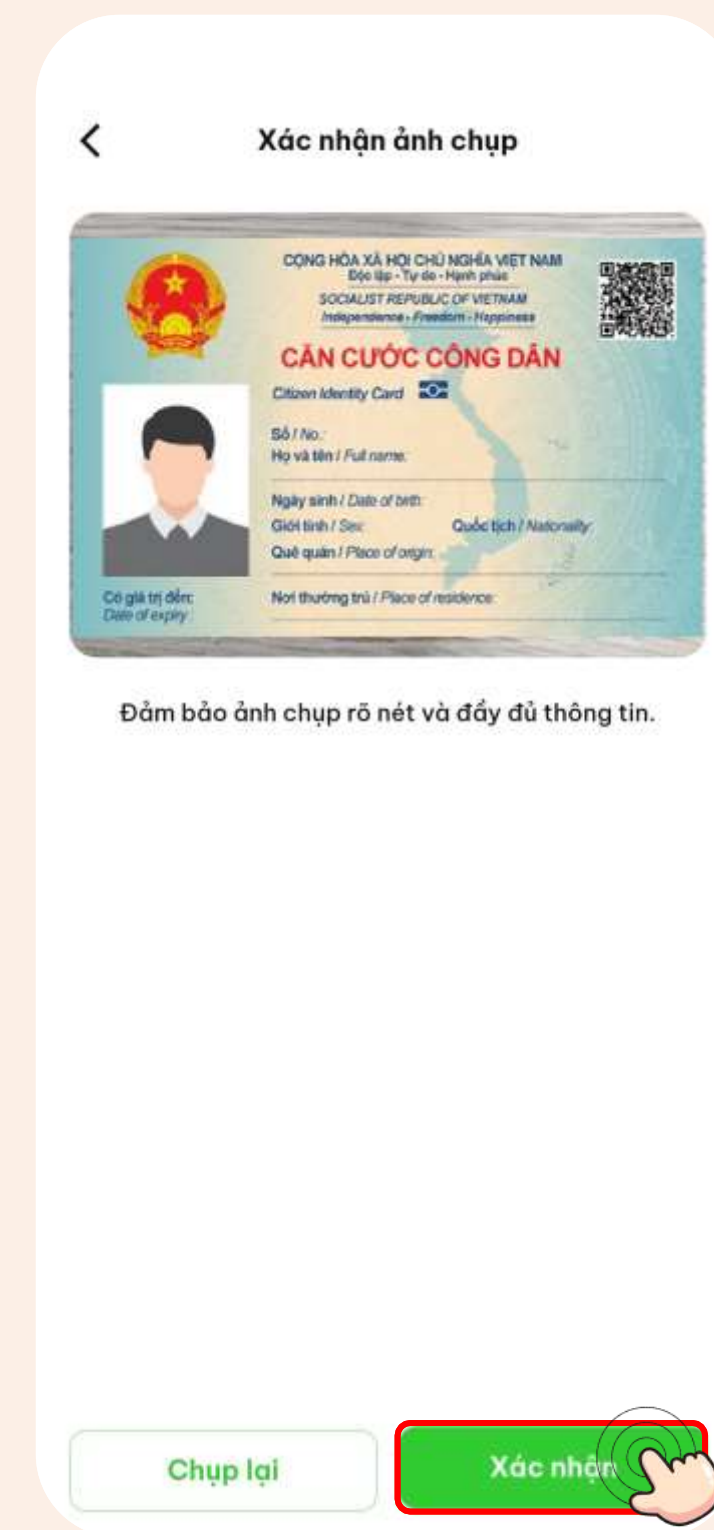 Xác nhận ảnh chụp
CỘNG HÒA XÃ HỘI CHỦ NGHĨA VIỆT NAM
Độc lập - Tự do - Hạnh phúc
SOCIALIST REPUBLIC OF VIETNAM
Independence - Freedom - Happiness
CĂN CƯỚC CÔNG DÂN
Citizen Identity Card
Số / No.:
Họ và tên / Full name:
Ngày sinh / Date of birth:
Giới tính / Sex: Quốc tịch / Nationality:
Quê quán / Place of origin:
Có giá trị đến: Nơi thường trú / Place of residence:
Date of expiry:
Đảm bảo ảnh chụp rõ nét và đầy đủ thông tin.
Chụp lại Xác nhận